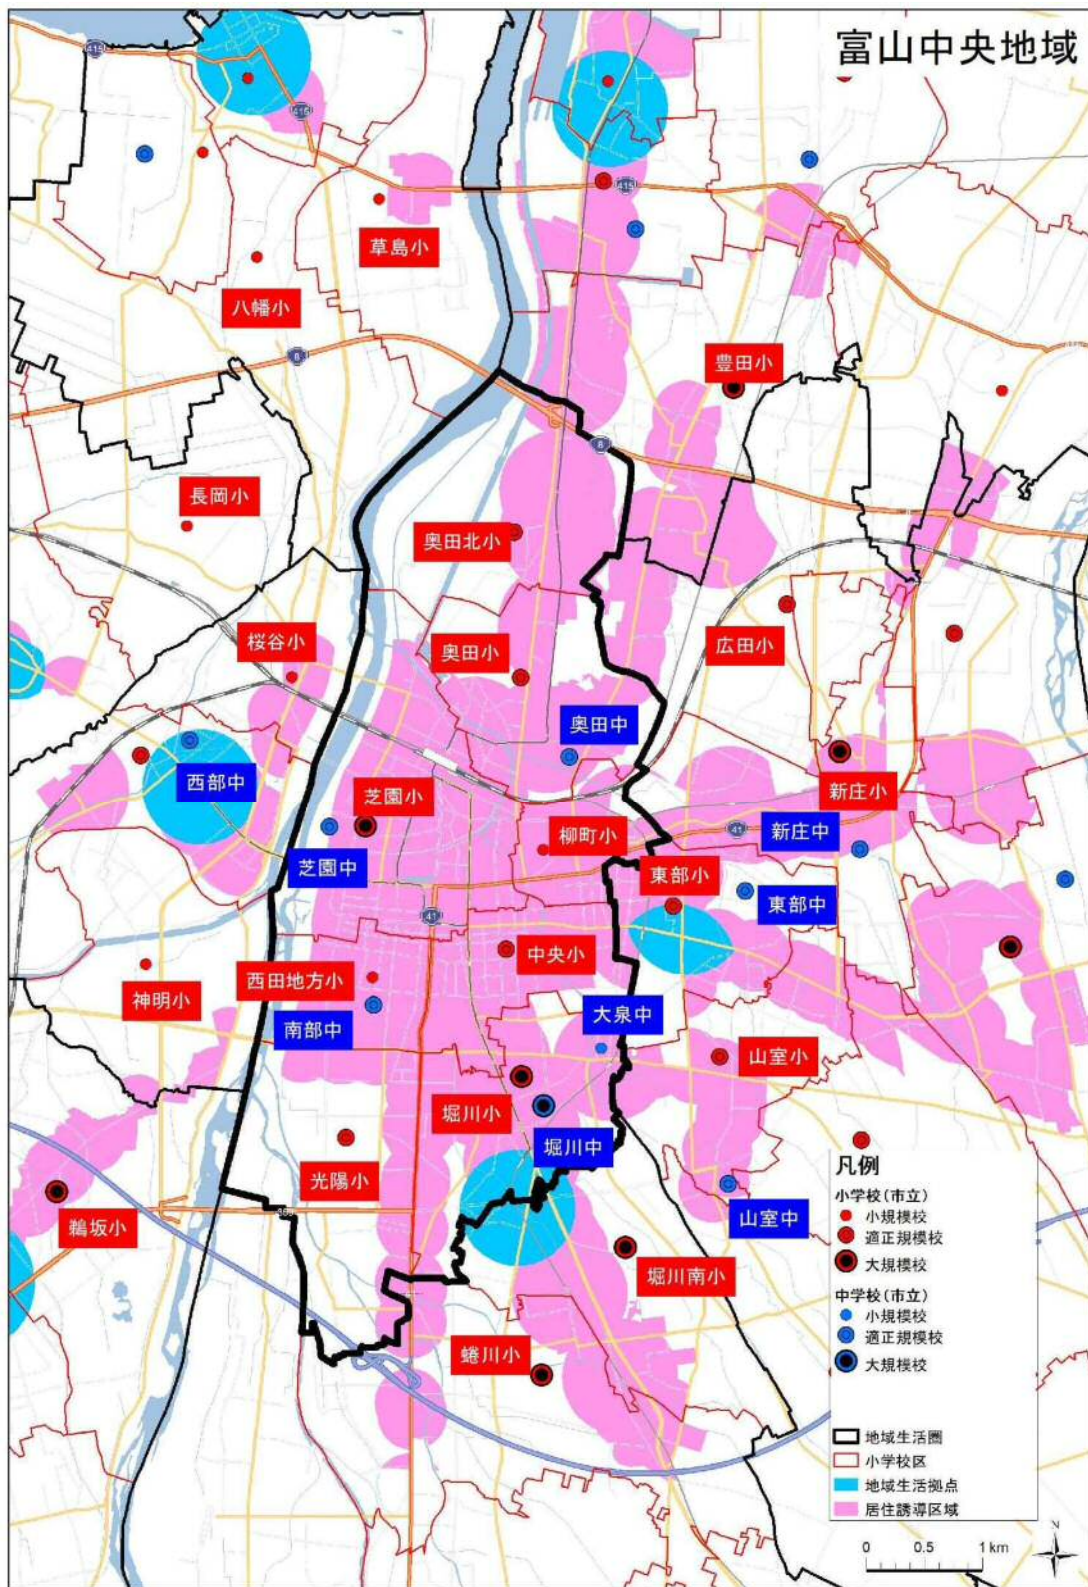 富山中央地域
415
415
415
草島小
八幡小
8
豊田小
8
長岡小
奥田北小
桜谷小
奥田小
広田小
奥田中
西部中
芝園小
新庄小
柳町小
41
新庄中
芝園中
東部小
東部中
41
中央小
西田地方小
神明小
大泉中
南部中
山室小
堀川小
堀川中
光陽小
鵜坂小
山室中
堀川南小
蜷川小
凡例
小学校(市立)
小規模校
適正規模校
大規模校
中学校(市立)
小規模校
適正規模校
大規模校
地域生活圏
小学校区
地域生活拠点
居住誘導区域
0 0.5 1km